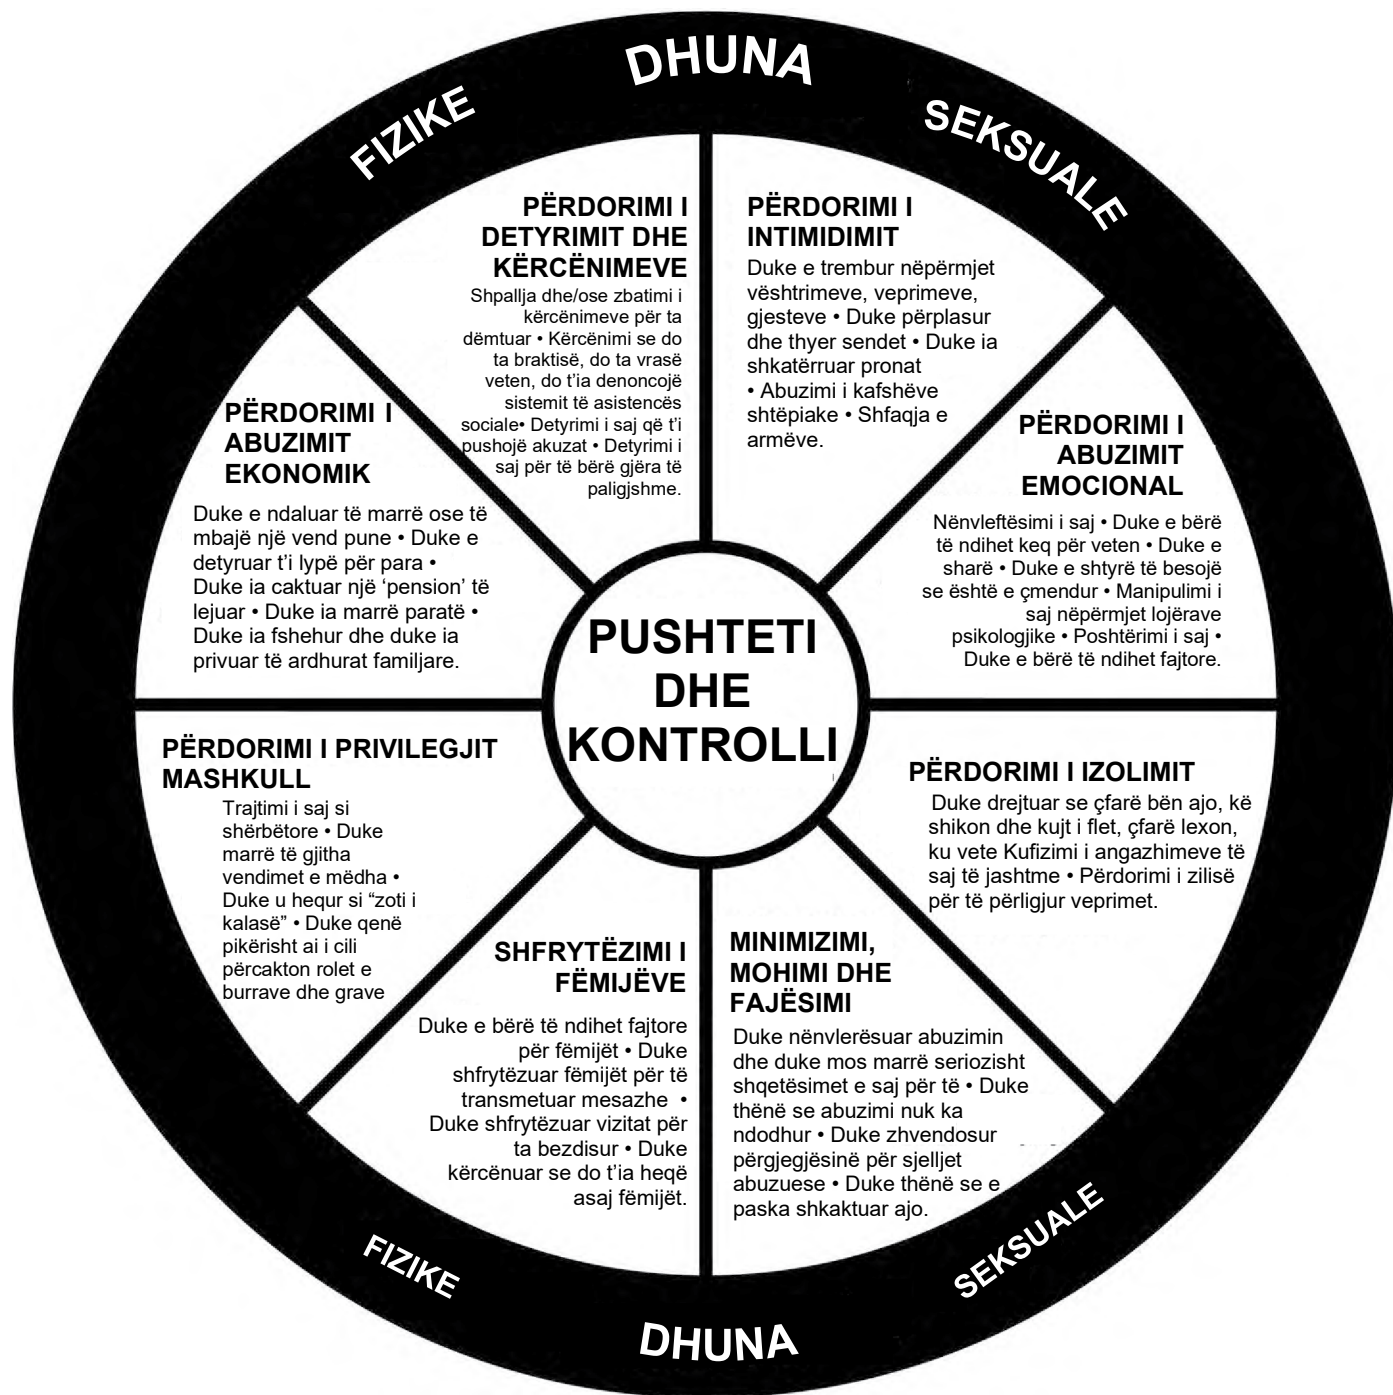 DHUNA
FIZIKE
SEKSUALE
PËRDORIMI I
DETYRIMIT DHE
KËRCËNIMEVE
Shpallja dhe/ose zbatimi i
kërcënimeve për ta
dëmtuar • Kërcënimi se do
ta braktisë, do ta vrasë
veten, do t’ia denoncojë
sistemit të asistencës
sociale• Detyrimi i saj që t’i
pushojë akuzat • Detyrimi i
saj për të bërë gjëra të
paligjshme.
PËRDORIMI I
INTIMIDIMIT
Duke e trembur nëpërmjet
vështrimeve, veprimeve,
gjesteve • Duke përplasur
dhe thyer sendet • Duke ia
shkatërruar pronat
• Abuzimi i kafshëve
shtëpiake • Shfaqja e
armëve.
PËRDORIMI I
ABUZIMIT
EMOCIONAL
Nënvleftësimi i saj • Duke e bërë
të ndihet keq për veten • Duke e
sharë • Duke e shtyrë të besojë
se është e çmendur • Manipulimi i
saj nëpërmjet lojërave
psikologjike • Poshtërimi i saj •
Duke e bërë të ndihet fajtore.
PËRDORIMI I IZOLIMIT
Duke drejtuar se çfarë bën ajo, kë
shikon dhe kujt i flet, çfarë lexon,
ku vete Kufizimi i angazhimeve të
saj të jashtme • Përdorimi i zilisë
për të përligjur veprimet.
MINIMIZIMI,
MOHIMI DHE
FAJËSIMI
Duke nënvlerësuar abuzimin
dhe duke mos marrë seriozisht
shqetësimet e saj për të • Duke
thënë se abuzimi nuk ka
ndodhur • Duke zhvendosur
përgjegjësinë për sjelljet
abuzuese • Duke thënë se e
paska shkaktuar ajo.
SHFRYTËZIMI I
FËMIJËVE
Duke e bërë të ndihet fajtore
për fëmijët • Duke
shfrytëzuar fëmijët për të
transmetuar mesazhe •
Duke shfrytëzuar vizitat për
ta bezdisur • Duke
kërcënuar se do t’ia heqë
asaj fëmijët.
PËRDORIMI I PRIVILEGJIT
MASHKULL
Trajtimi i saj si
shërbëtore • Duke
marrë të gjitha
vendimet e mëdha •
Duke u hequr si “zoti i
kalasë” • Duke qenë
pikërisht ai i cili
përcakton rolet e
burrave dhe grave
PËRDORIMI I
ABUZIMIT
EKONOMIK
Duke e ndaluar të marrë ose të
mbajë një vend pune • Duke e
detyruar t’i lypë për para •
Duke ia caktuar një ‘pension’ të
lejuar • Duke ia marrë paratë •
Duke ia fshehur dhe duke ia
privuar të ardhurat familjare.
PUSHTETI
DHE
KONTROLLI
FIZIKE
DHUNA
SEKSUALE